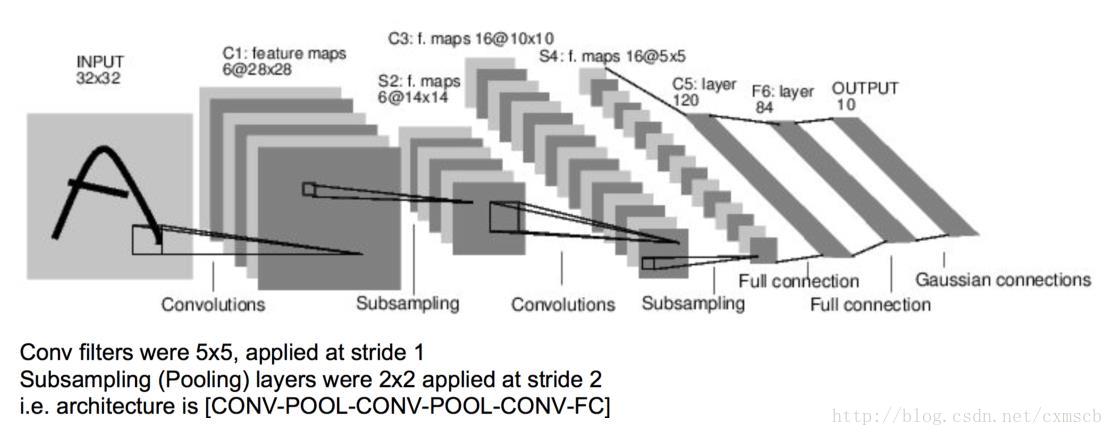 INPUT
32x32
C1: feature maps
6@28x28
S2: f. maps
6@14x14
C3: f. maps 16@10x10
S4: f. maps 16@5x5
C5: layer
120
F6: layer
84
OUTPUT
10
Convolutions
Subsampling
Convolutions
Subsampling
Full connection
Full connection
Gaussian connections
Conv filters were 5x5, applied at stride 1
Subsampling (Pooling) layers were 2x2 applied at stride 2
i.e. architecture is [CONV-POOL-CONV-POOL-CONV-FC]
http://blog.csdn.net/cxmscb